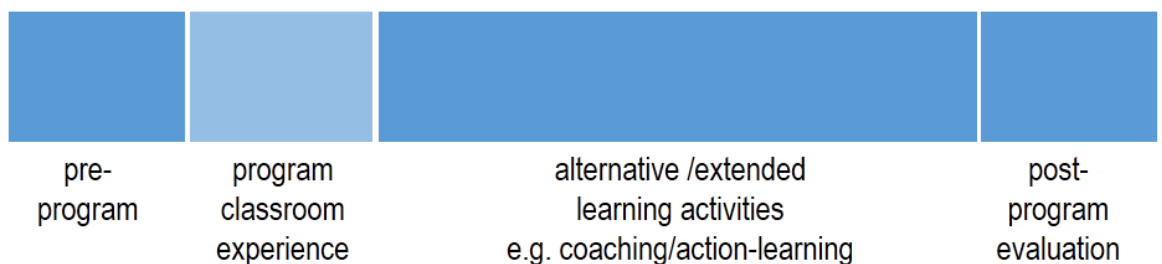 pre-
program
program
classroom
experience
alternative /extended
learning activities
e.g. coaching/action-learning
post-
program
evaluation